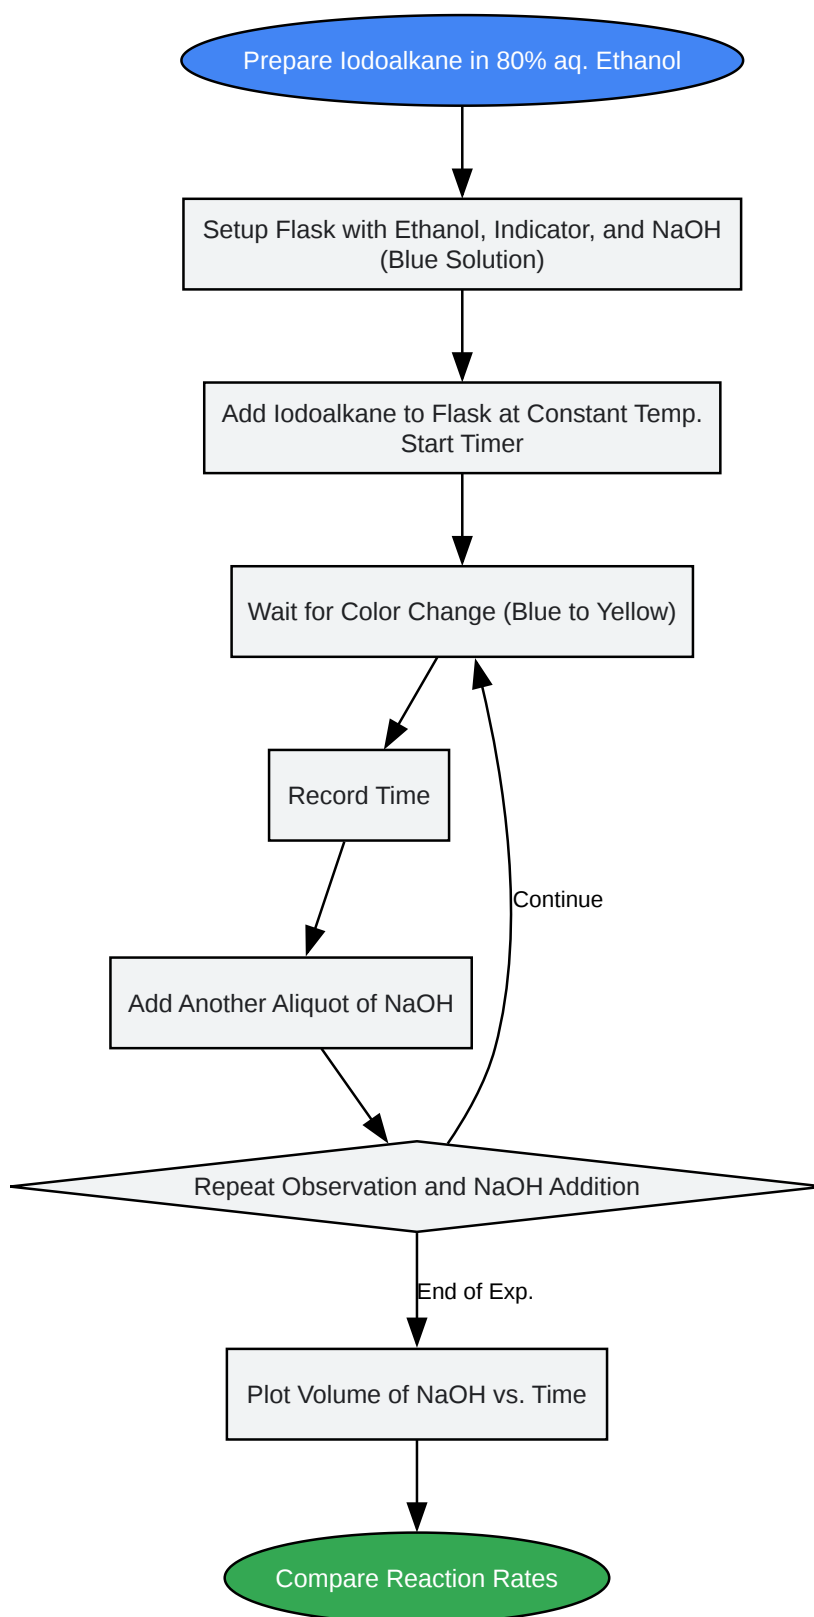 Prepare Iodoalkane in 80% aq. Ethanol
Setup Flask with Ethanol, Indicator, and NaOH
(Blue Solution)
Add Iodoalkane to Flask at Constant Temp.
Start Timer
Wait for Color Change (Blue to Yellow)
Record Time
Continue
Add Another Aliquot of NaOH
Repeat Observation and NaOH Addition
End of Exp.
Plot Volume of NaOH vs. Time
Compare Reaction Rates